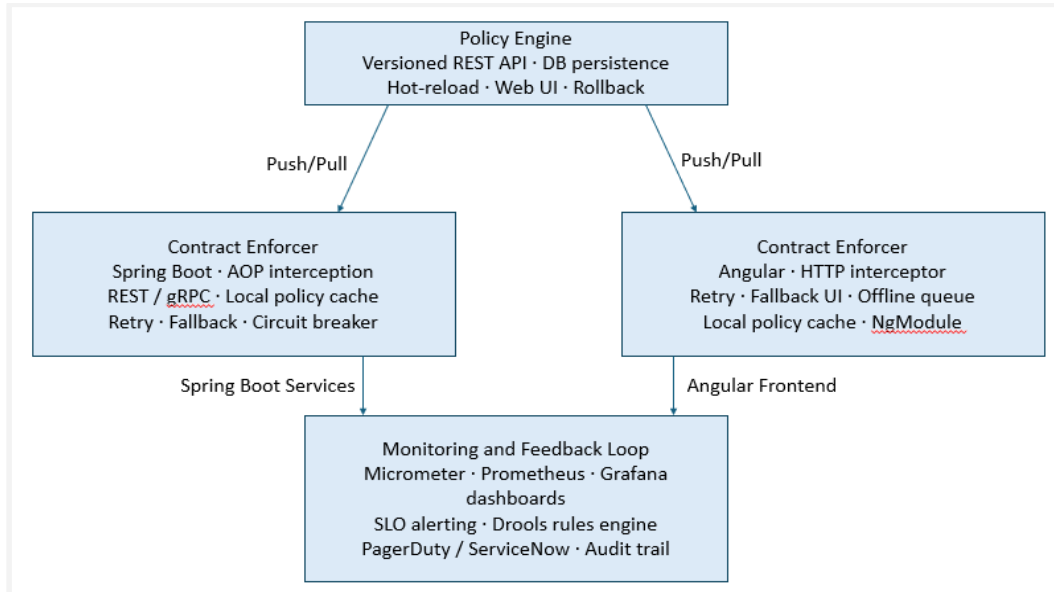 Policy Engine
Versioned REST API · DB persistence
Hot-reload · Web UI · Rollback
Push/Pull
Push/Pull
Contract Enforcer
Spring Boot · AOP interception
REST / gRPC · Local policy cache
Retry · Fallback · Circuit breaker
Contract Enforcer
Angular · HTTP interceptor
Retry · Fallback UI · Offline queue
Local policy cache · NgModule
Spring Boot Services
Angular Frontend
Monitoring and Feedback Loop
Micrometer · Prometheus · Grafana
dashboards
SLO alerting · Drools rules engine
PagerDuty / ServiceNow · Audit trail